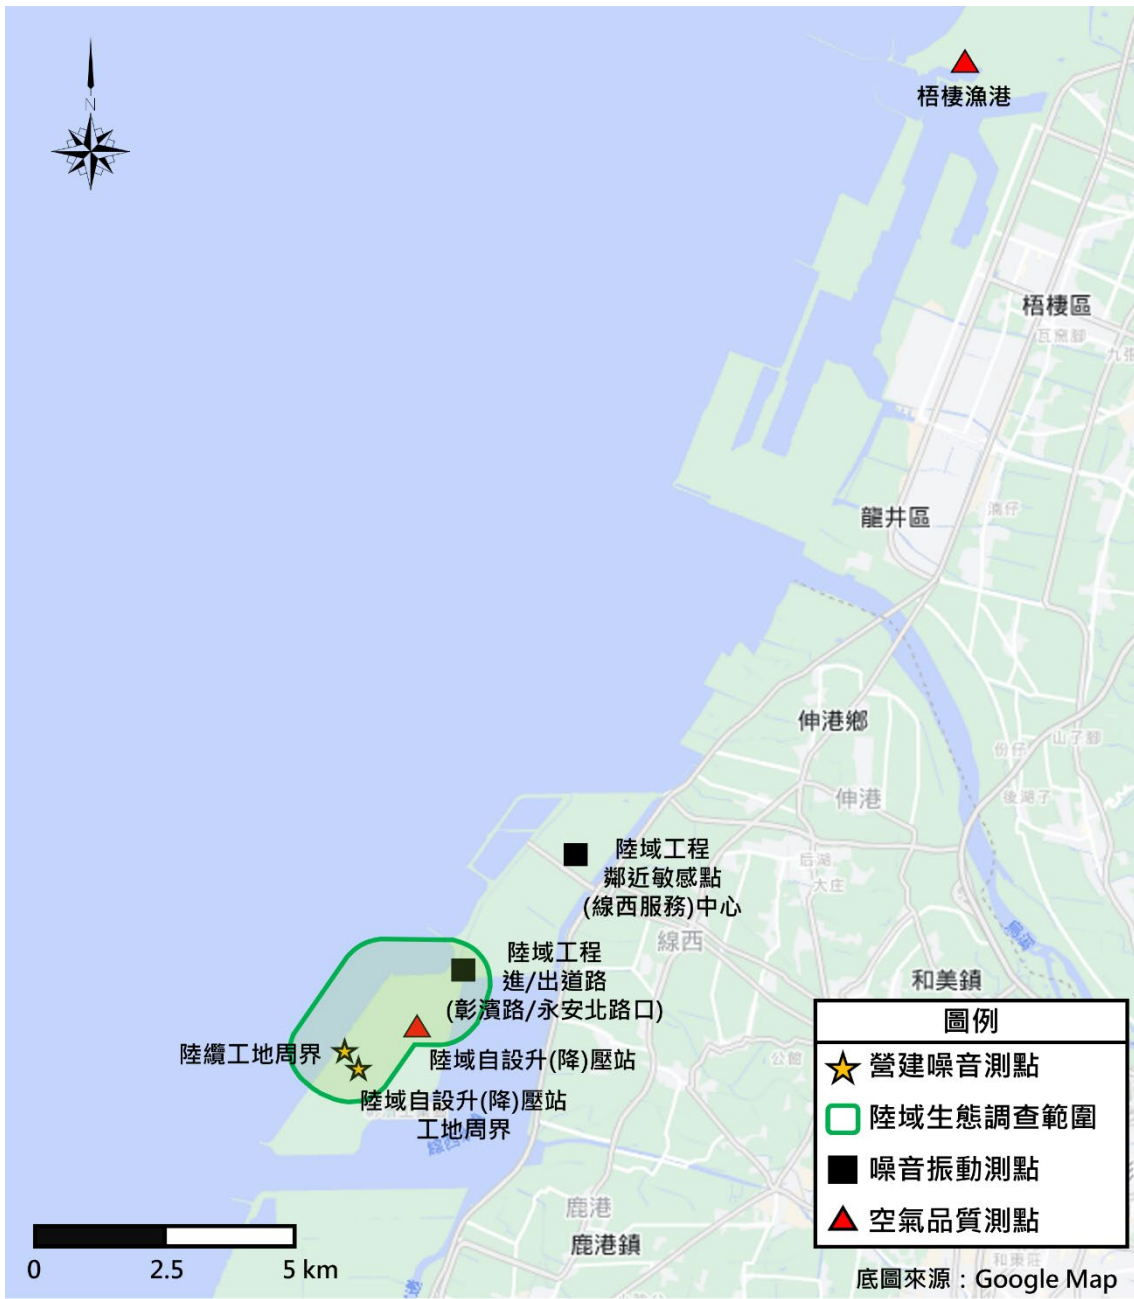 N
梧棲漁港
梧棲區
瓦窯腳
九張
龍井區
湳仔
伸港鄉
山子腳
份仔
伸港
後湖子
陸域工程
鄰近敏感點
(線西服務)中心
后湖
大庄
線西
烏溪
陸域工程
進/出道路
(彰濱路/永安北路口)
和美鎮
陸纜工地周界
陸域自設升(降)壓站
公館
陸域自設升(降)壓站
工地周界
鹿港
鹿港鎮
圖例
營建噪音測點
陸域生態調查範圍
噪音振動測點
空氣品質測點
和東莊
0
2.5
5 km
底圖來源：Google Map